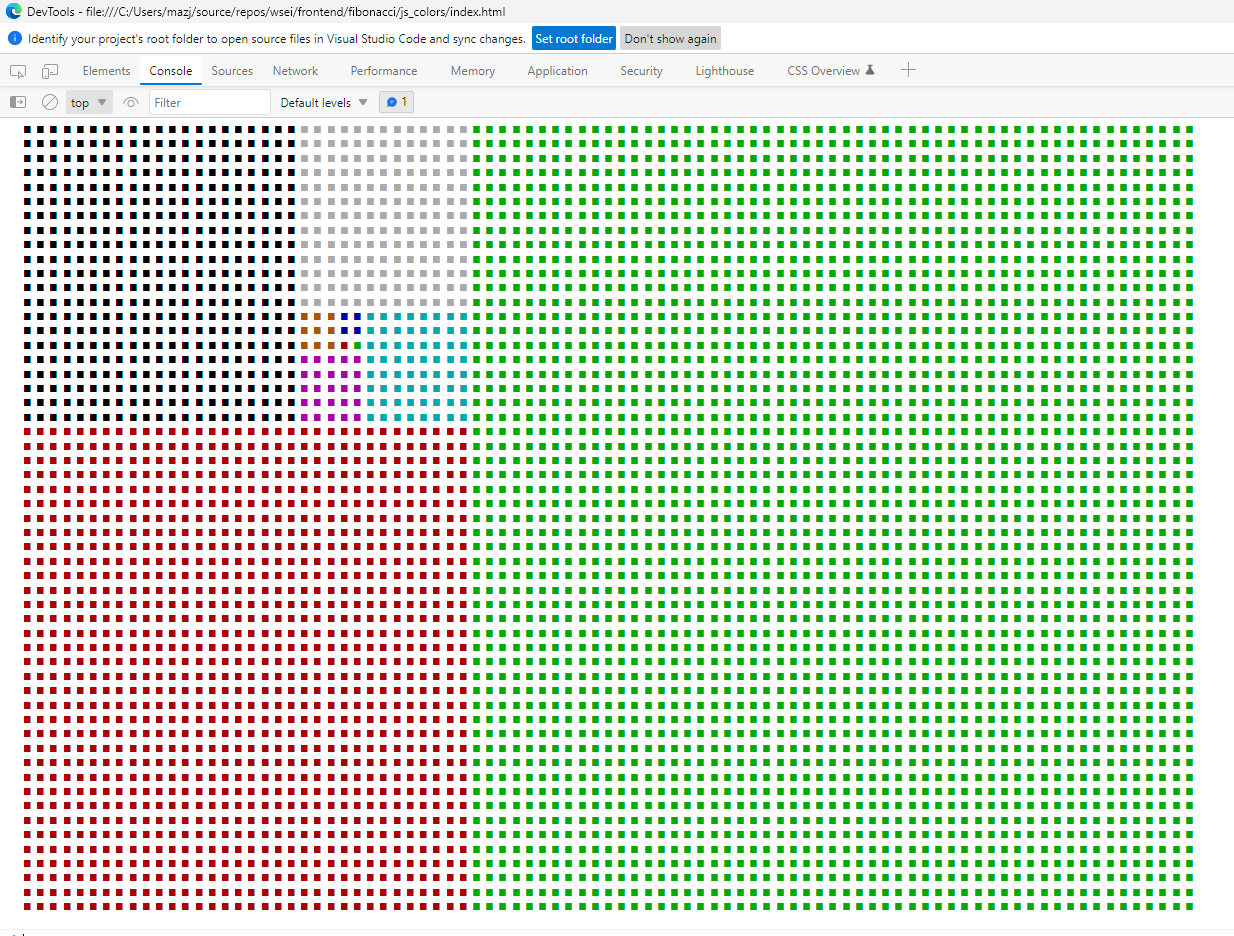 DevTools - file:///C:/Users/mazj/source/repos/wsei/frontend/fibonacci/js_colors/index.html
Identify your project's root folder to open source files in Visual Studio Code and sync changes. Set root folder Don't show again
Elements Console Sources Network Performance Memory Application Security Lighthouse CSS Overview
top Filter Default levels 1